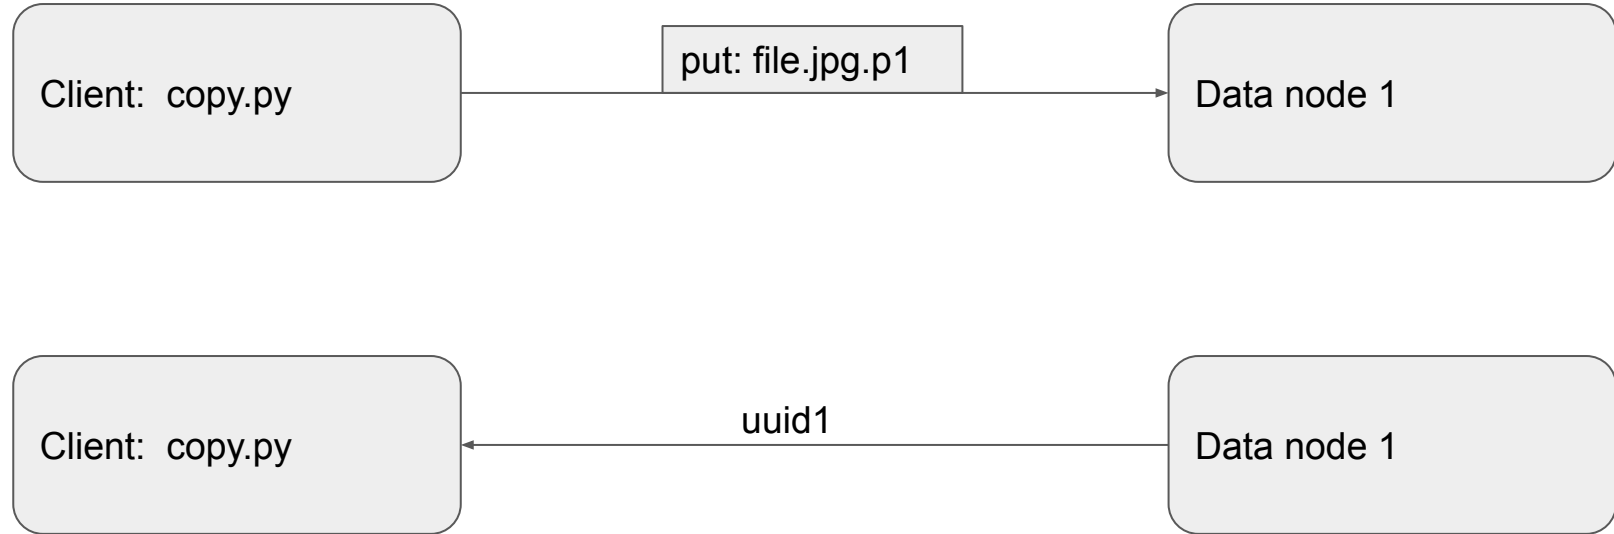 Client:  copy.py
put: file.jpg.p1
Data node 1
Client:  copy.py
uuid1
Data node 1